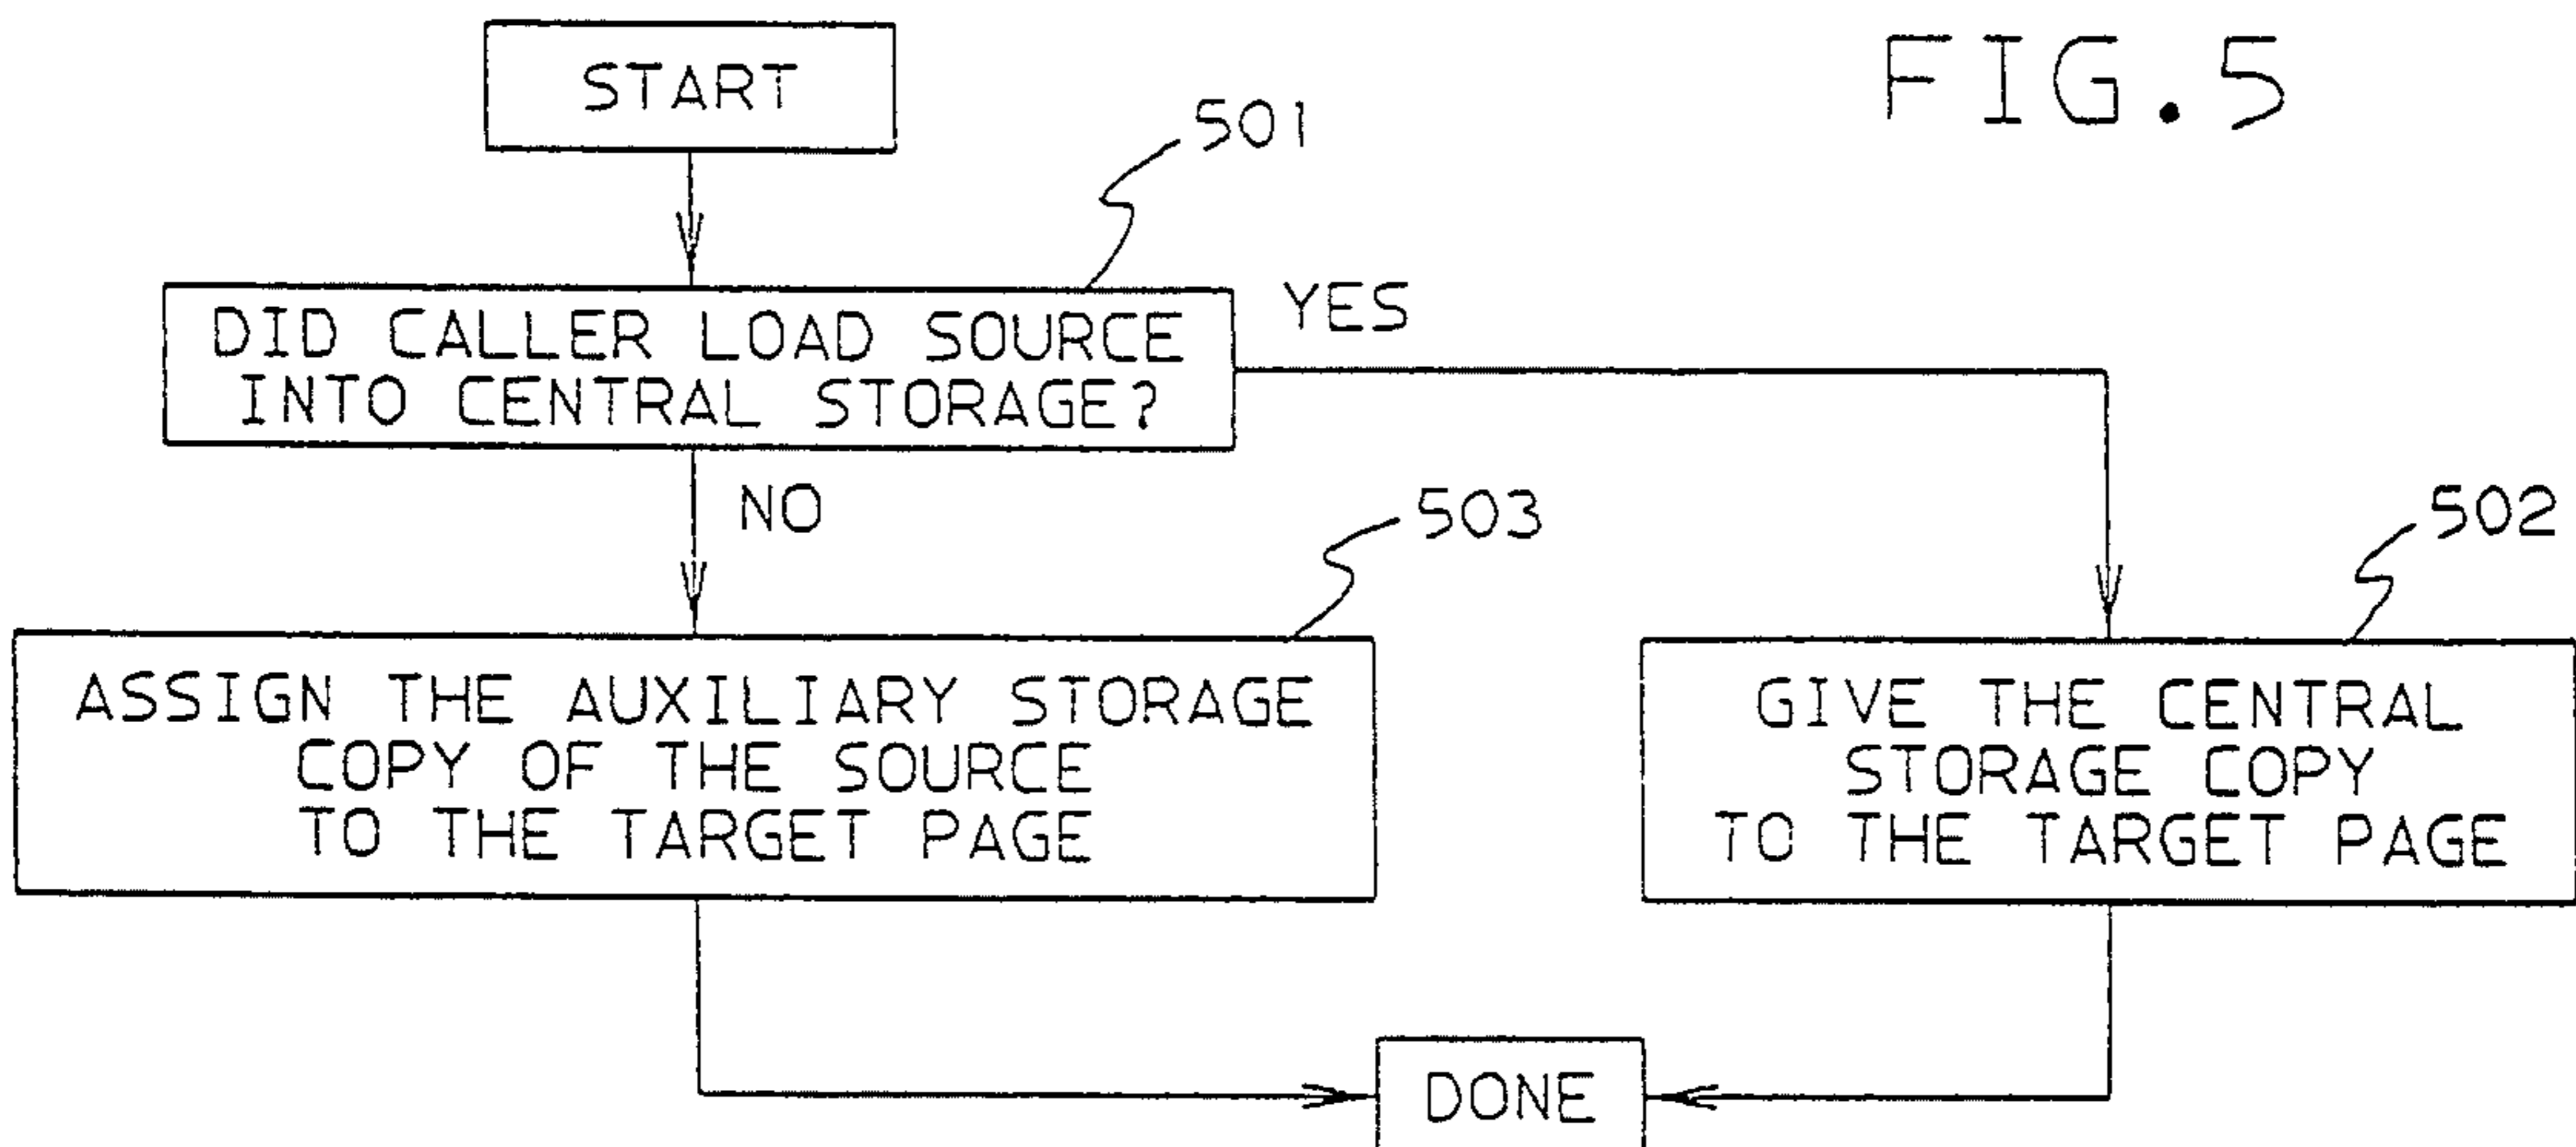 FIG.5
START
501
DID CALLER LOAD SOURCE
INTO CENTRAL STORAGE?
YES
NO
503
502
ASSIGN THE AUXILIARY STORAGE
COPY OF THE SOURCE
TO THE TARGET PAGE
GIVE THE CENTRAL
STORAGE COPY
TO THE TARGET PAGE
DONE